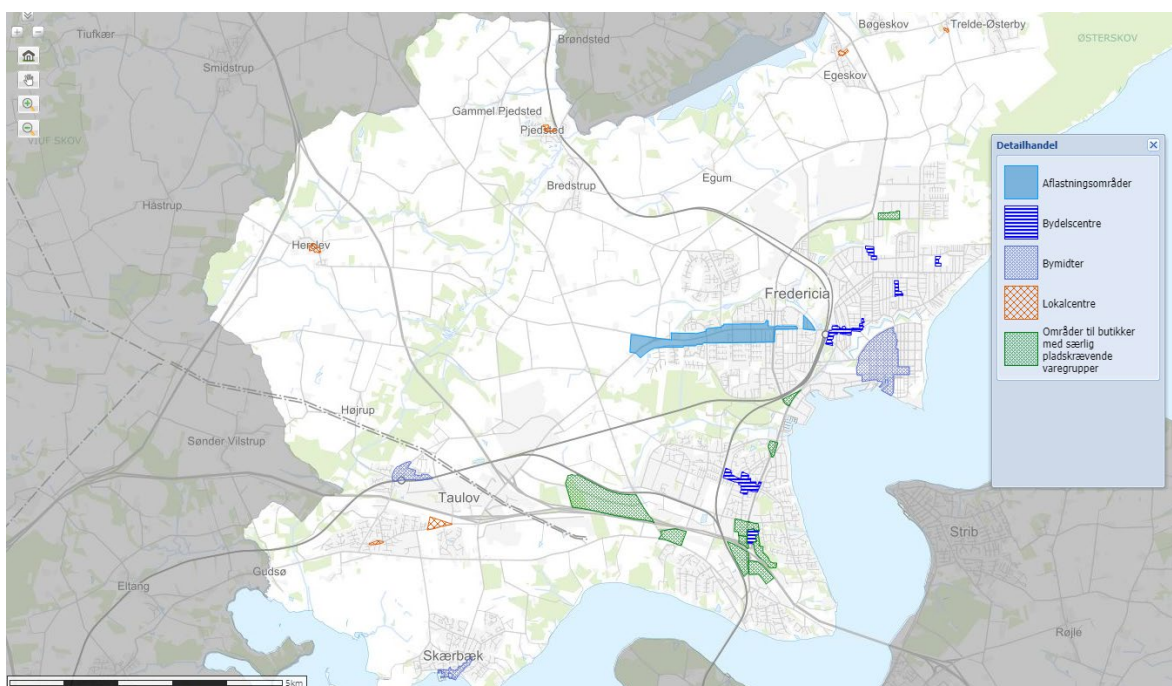 Tiufkær
Brøndsted
Bøgeskov
Trelde-Østerby
ØSTERSKOV
Smidstrup
Egeskov
Gammel Pjedsted
Pjedsted
VIUF SKOV
Bredstrup
Egum
Håstrup
Herslev
Fredericia
Højrup
Sønder Vilstrup
Taulov
Strib
Gudsø
Eltang
Skærbæk
Røjle
5km
Detailhandel
Aflastningsområder
Bydelscentre
Bymidter
Lokalcentre
Områder til butikker
med særlig
pladskrævende
varegrupper